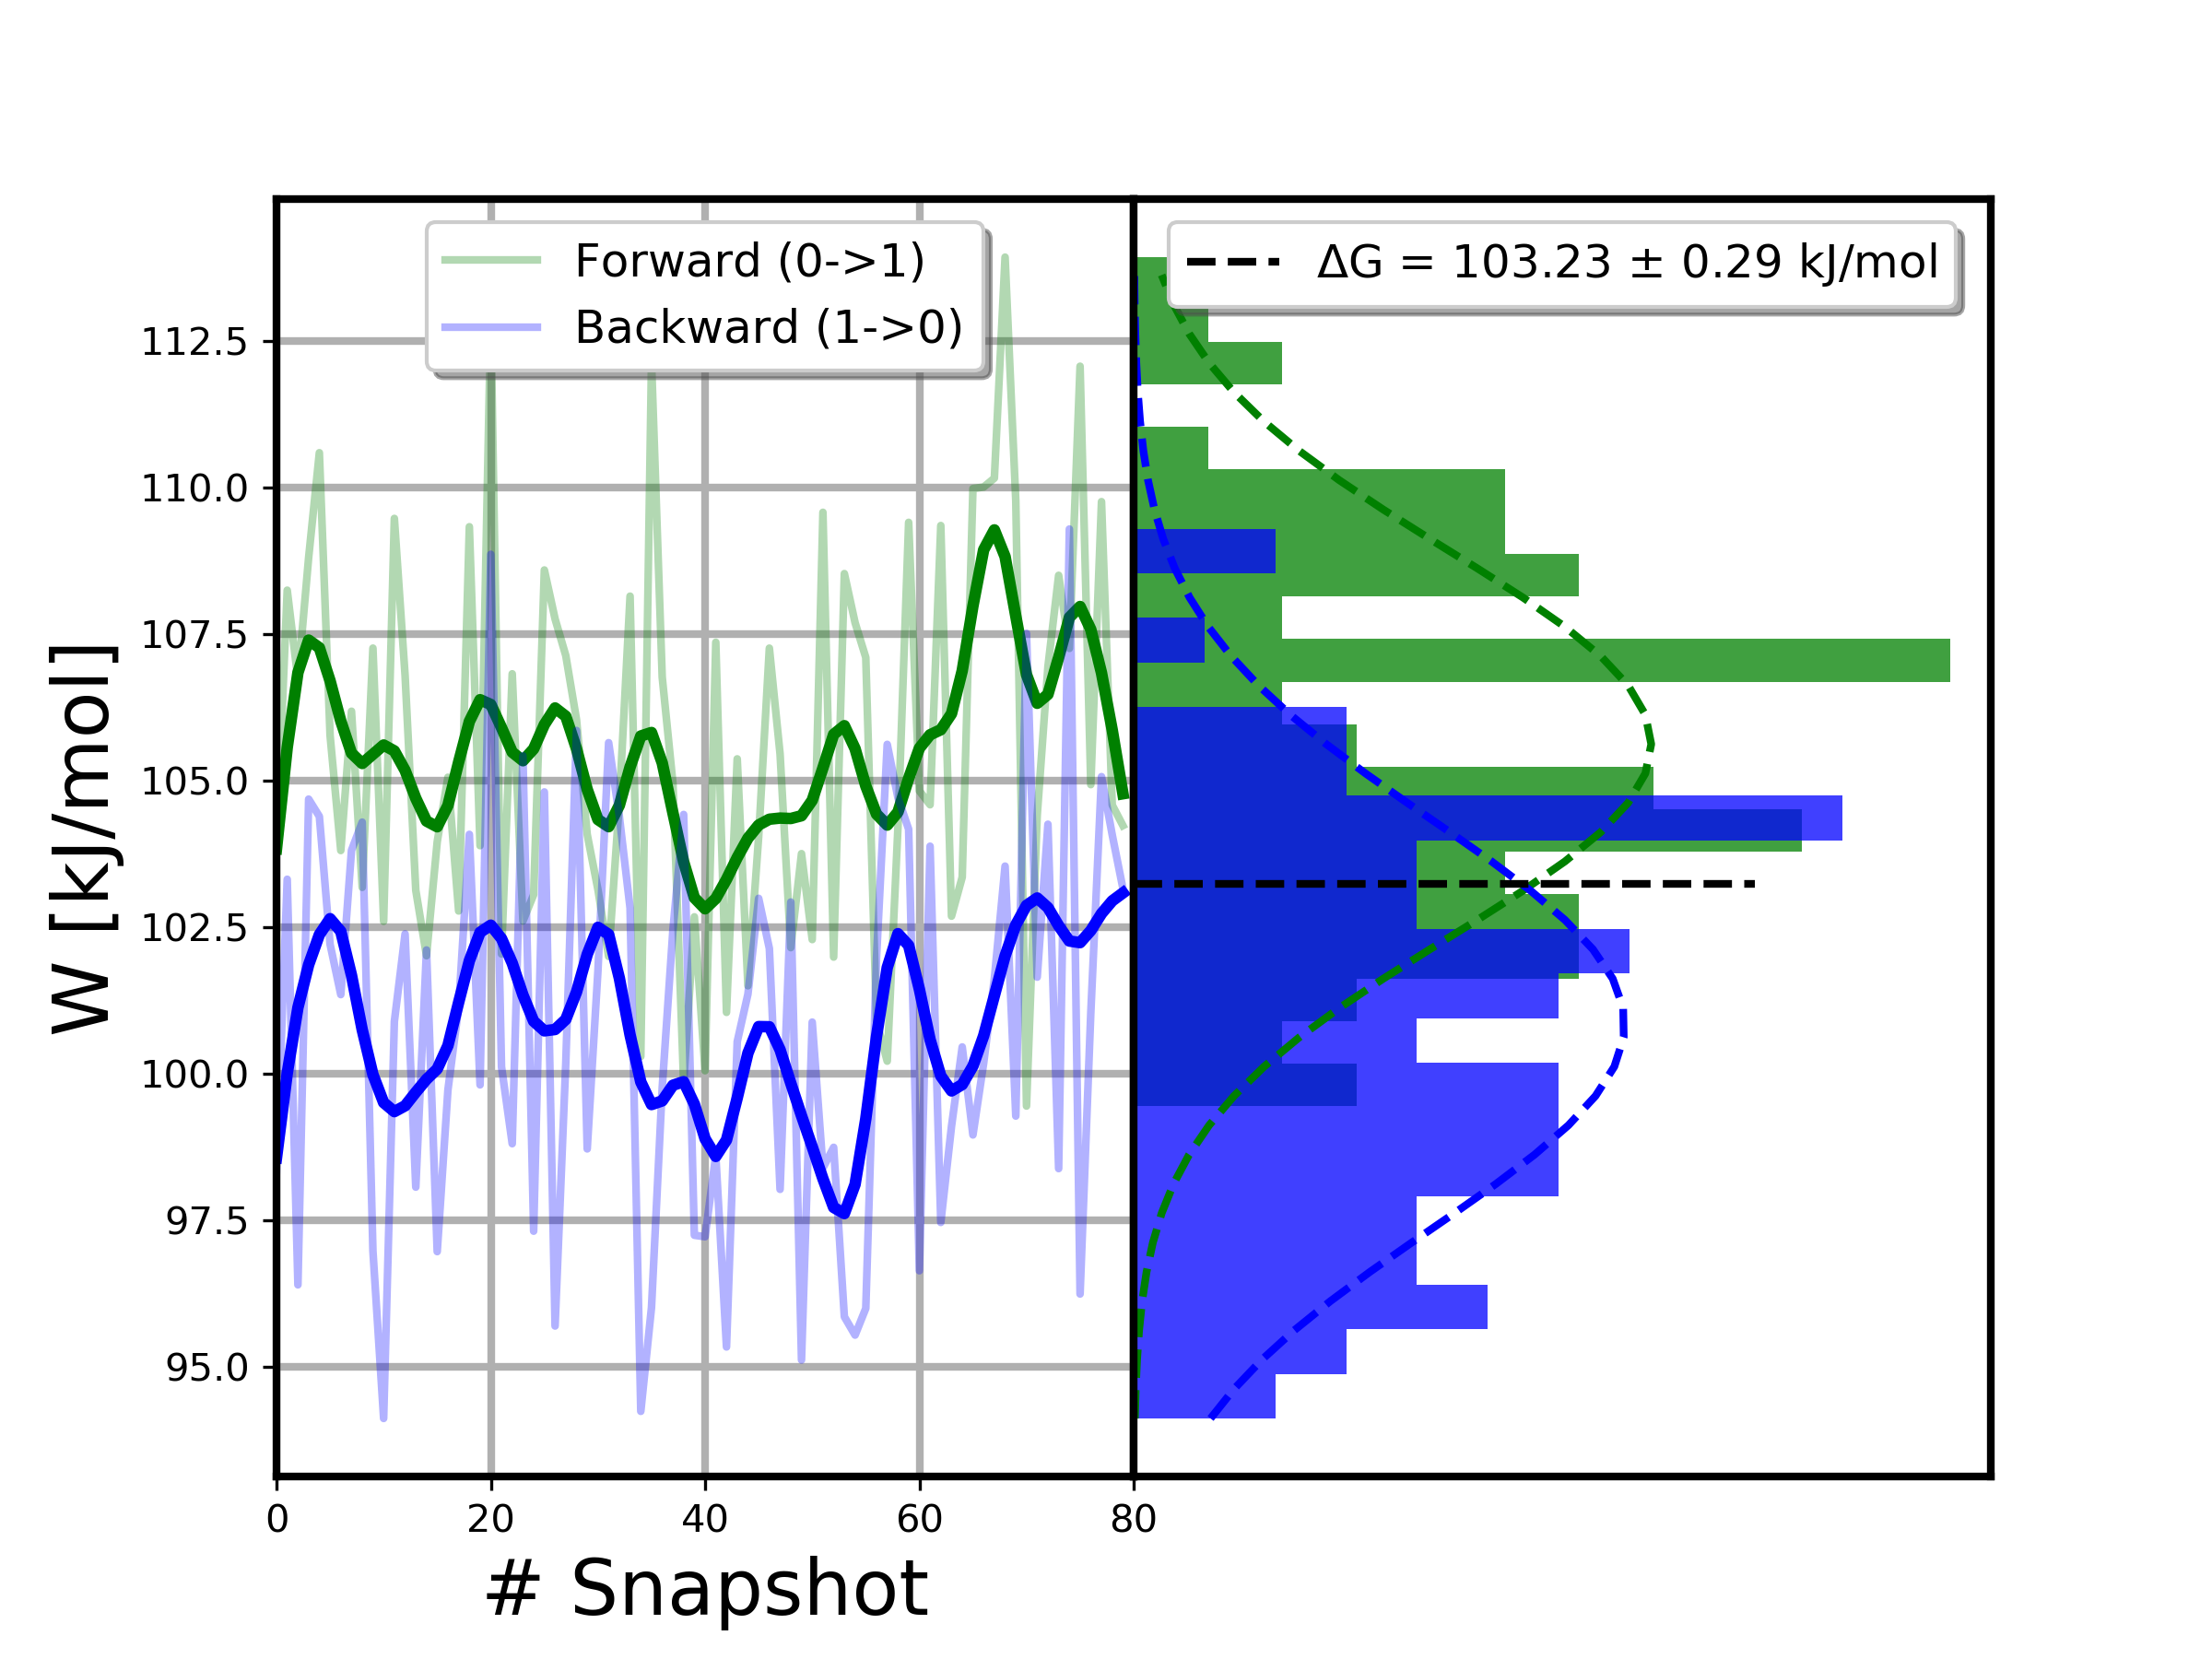 Forward (0->1)
Backward (1->0)
ΔG = 103.23 ± 0.29 kJ/mol
W [kJ/mol]
112.5
110.0
107.5
105.0
102.5
100.0
97.5
95.0
0 20 40 60 80
# Snapshot